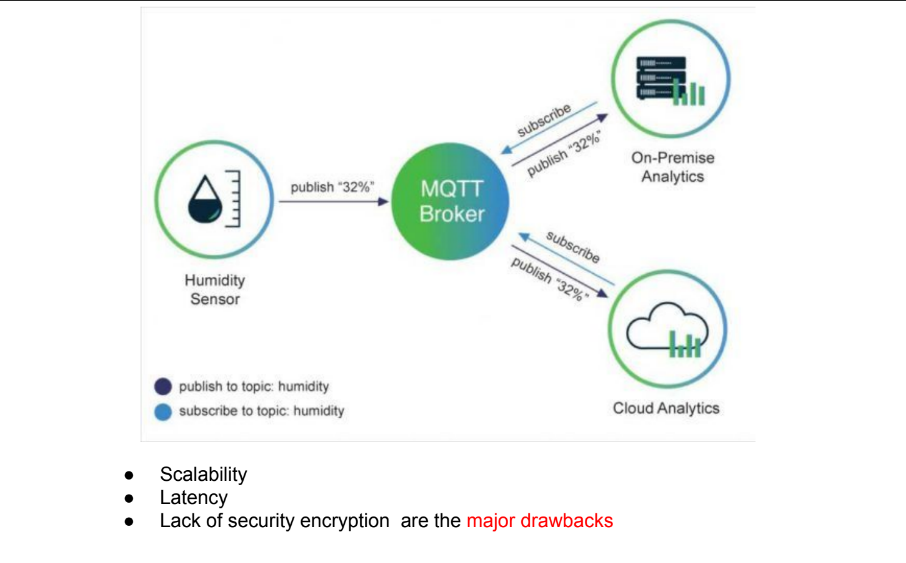 subscribe
publish "32%"
On-Premise
Analytics
publish "32%"
MQTT
Broker
Humidity
Sensor
subscribe
publish "32%"
Cloud Analytics
publish to topic: humidity
subscribe to topic: humidity
● Scalability
● Latency
● Lack of security encryption are the major drawbacks